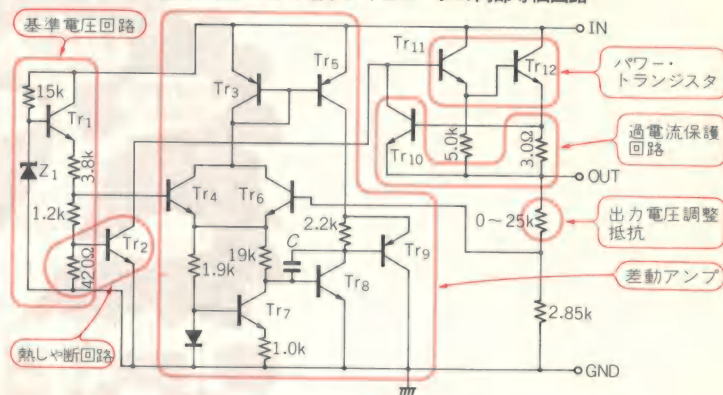 基準電圧回路
IN
パワー・
トランジスタ
Tr11
Tr12
Tr5
Tr3
15k
Tr1
Z1
3.8k
Tr10
5.0k
3.0Ω
過電流保護
回路
OUT
Tr4
Tr6
1.2k
Tr2
420Ω
0〜25k
出力電圧調整
抵抗
2.2k
Tr9
19k
C
1.9k
Tr8
Tr7
差動アンプ
2.85k
1.0k
熱しゃ断回路
GND